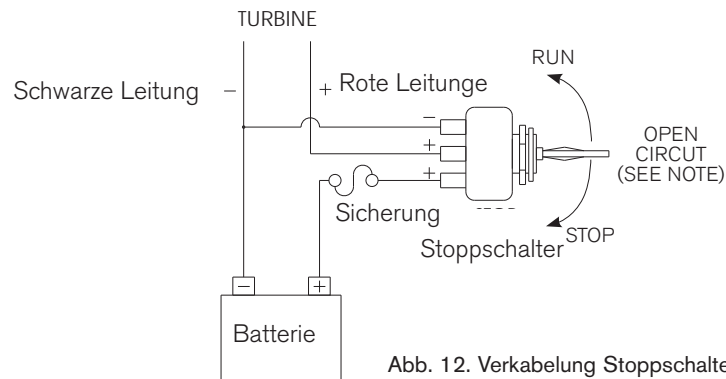 TURBINE
RUN
Schwarze Leitung
−
+
Rote Leitunge
−
+
+
OPEN
CIRCUT
(SEE NOTE)
Sicherung
Stoppschalter
STOP
−
+
Batterie
Abb. 12. Verkabelung Stoppschalte